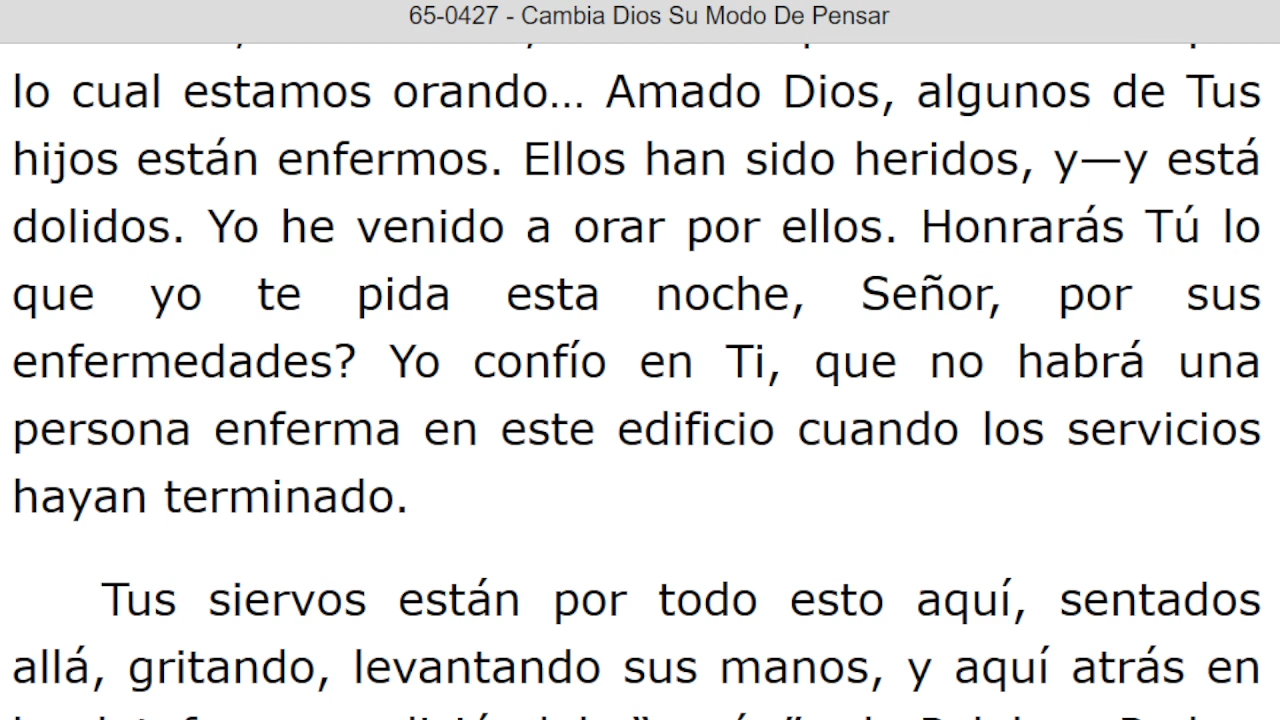 65-0427 - Cambia Dios Su Modo De Pensar
lo cual estamos orando… Amado Dios, algunos de Tus
hijos están enfermos. Ellos han sido heridos, y—y está
dolidos. Yo he venido a orar por ellos. Honrarás Tú lo
que yo te pida esta noche, Señor, por sus
enfermedades? Yo confío en Ti, que no habrá una
persona enferma en este edificio cuando los servicios
hayan terminado.
Tus siervos están por todo esto aquí, sentados
allá, gritando, levantando sus manos, y aquí atrás en